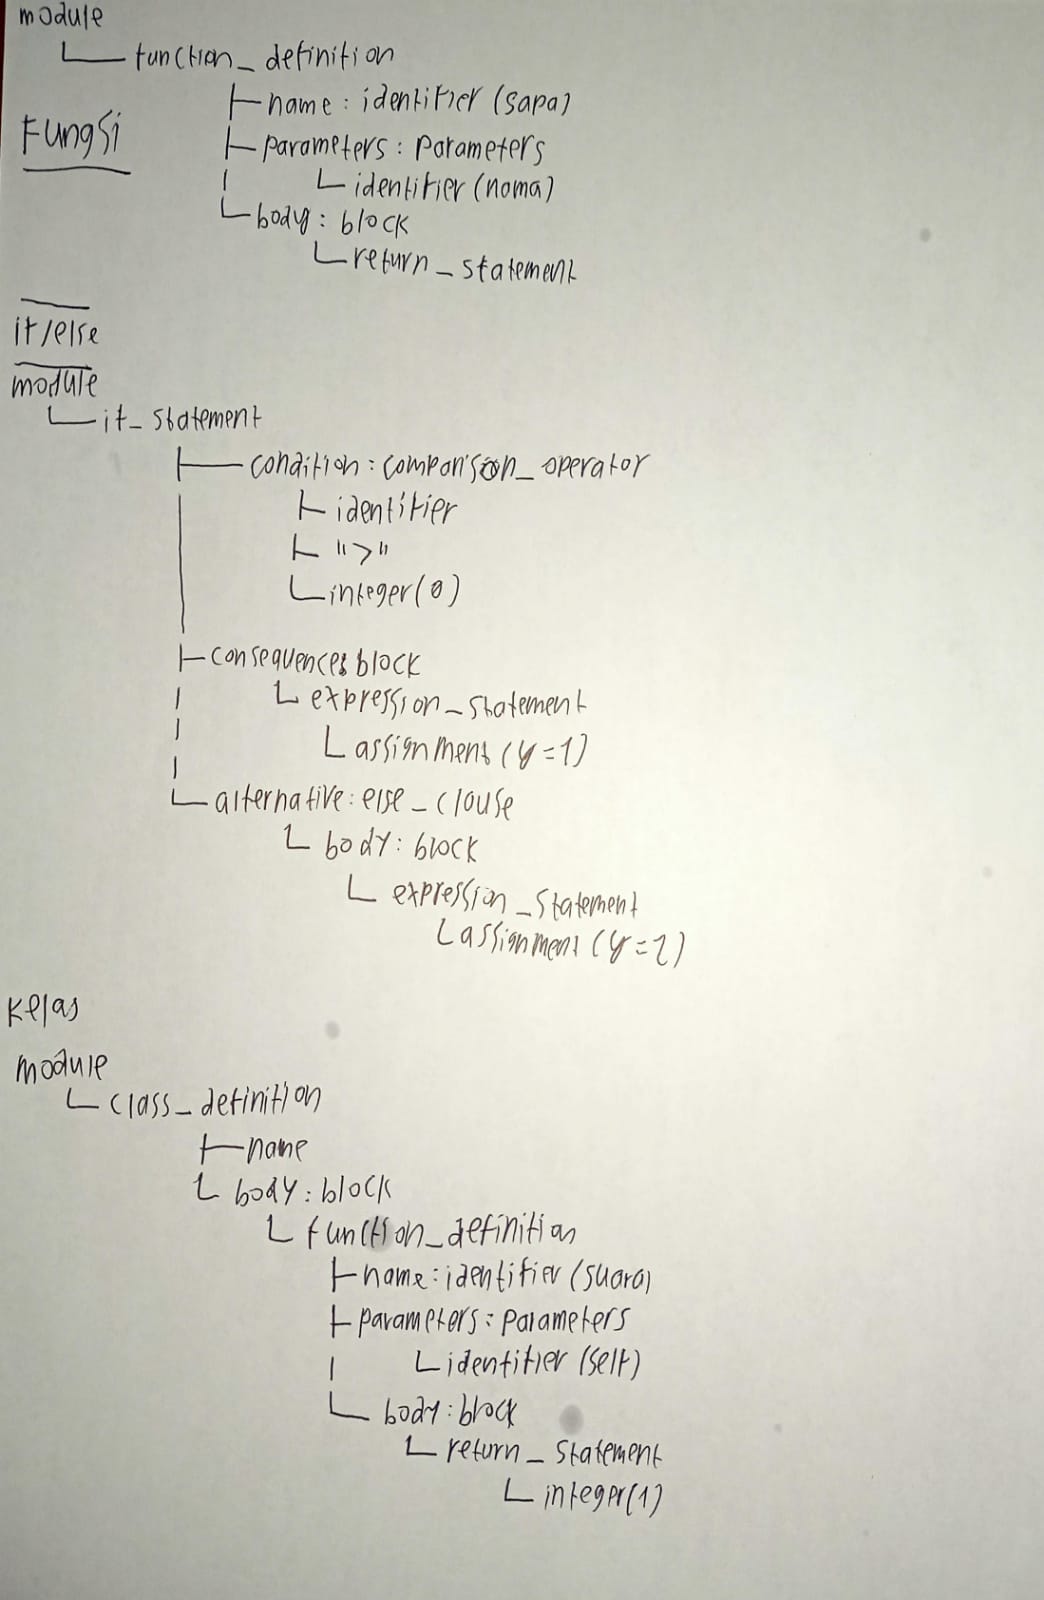 module
└── function_definition
Fungsi
├─ name : identifier (sapa)
├─ parameters : parameters
└ identifier (nama)
└─ body : block
└ return_statement
if/else
module
└─ if_statement
├── condition : comparison_operator
├ identifier
├ ">"
└ integer(0)
├─ consequences block
└ expression_statement
└ assignment (y=1)
└─ alternative : else_clause
└ body : block
└ expression_statement
└ assignment (y=2)
Kelas
module
└ class_definition
├─ name
└ body : block
└ function_definition
├ name : identifier (suara)
├ parameters : parameters
└ identifier (self)
└ body : block
└ return_statement
└ integer(1)